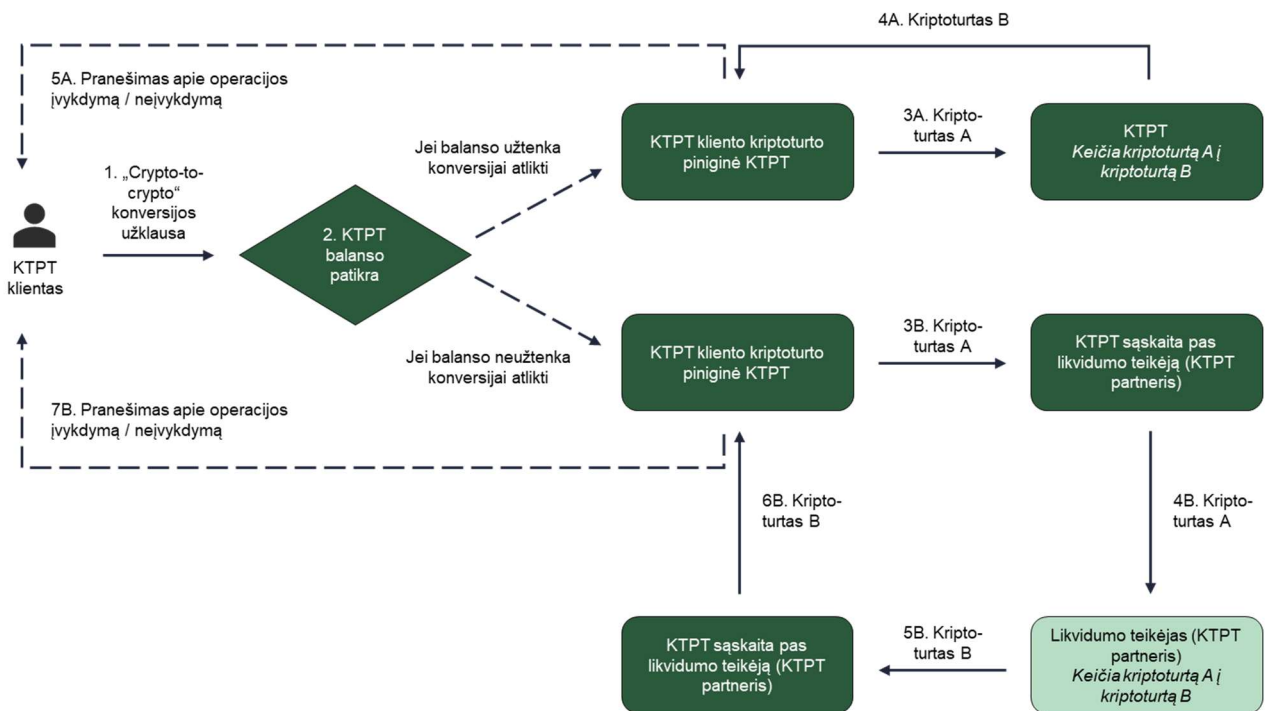 4A. Kriptoturtas B
5A. Pranešimas apie operacijos
įvykdymą / neįvykdymą
Jei balanso užtenka
konversijai atlikti
KTPT kliento kriptoturto
piniginė KTPT
3A. Kripto-
turtas A
KTPT
Keičia kriptoturtą A į
kriptoturtą B
1. „Crypto-to-
crypto“
konversijos
užklausa
KTPT
klientas
2. KTPT
balanso
patikra
Jei balanso neužtenka
konversijai atlikti
KTPT kliento kriptoturto
piniginė KTPT
3B. Kripto-
turtas A
KTPT sąskaita pas
likvidumo teikėją (KTPT
partneris)
7B. Pranešimas apie operacijos
įvykdymą / neįvykdymą
6B. Kripto-
turtas B
4B. Kripto-
turtas A
KTPT sąskaita pas
likvidumo teikėją (KTPT
partneris)
5B. Kripto-
turtas B
Likvidumo teikėjas (KTPT
partneris)
Keičia kriptoturtą A į
kriptoturtą B